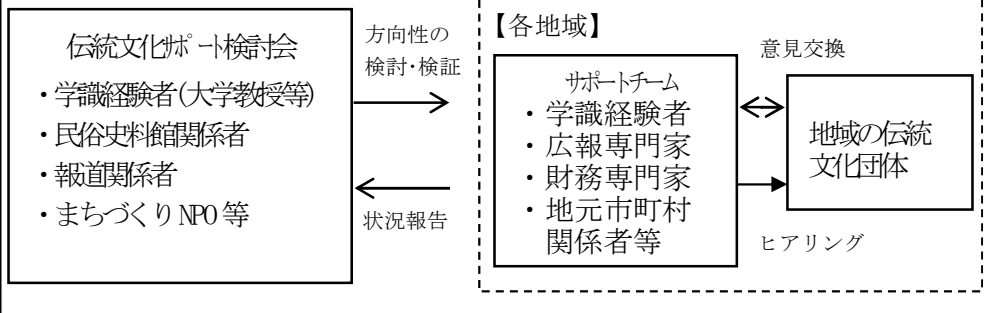 伝統文化ｻﾎﾟｰﾄ検討会
・学識経験者(大学教授等)
・民俗史料館関係者
・報道関係者
・まちづくり NPO 等
方向性の
検討･検証
状況報告
【各地域】
サポートチーム
・学識経験者
・広報専門家
・財務専門家
・地元市町村
関係者等
意見交換
ヒアリング
地域の伝統
文化団体